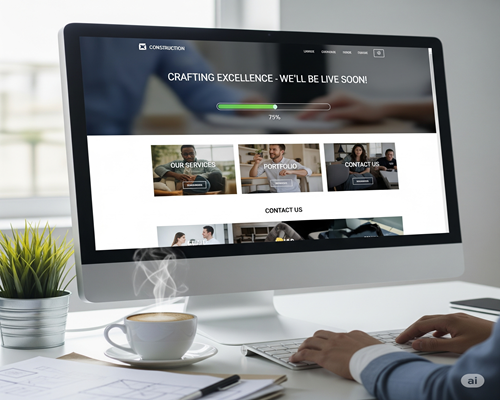 CONSTRUCTION
CRAFTING EXCELLENCE - WE'LL BE LIVE SOON!
75%
OUR SERVICES
PORTFOLIO
CONTACT US
CONTACT US
ai